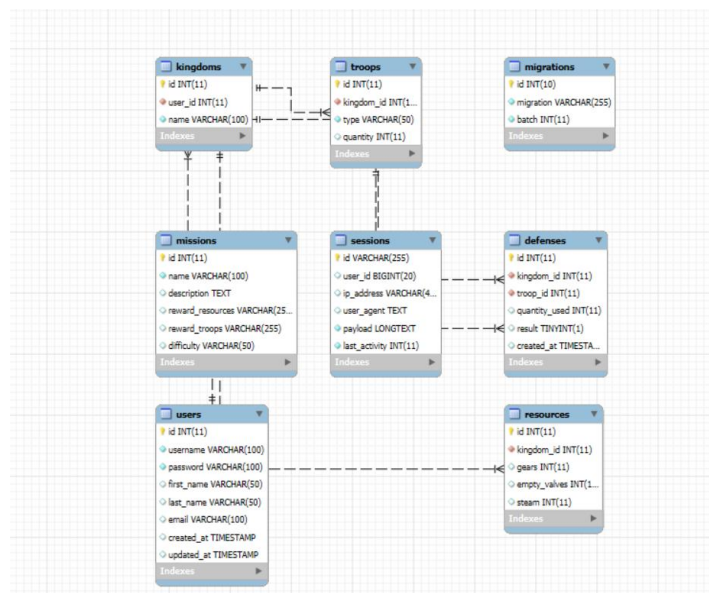 kingdoms
id INT(11)
user_id INT(11)
name VARCHAR(100)
Indexes
troops
id INT(11)
kingdom_id INT(1...
type VARCHAR(50)
quantity INT(11)
Indexes
migrations
id INT(10)
migration VARCHAR(255)
batch INT(11)
Indexes
missions
id INT(11)
name VARCHAR(100)
description TEXT
reward_resources VARCHAR(25...
reward_troops VARCHAR(255)
difficulty VARCHAR(50)
Indexes
sessions
id VARCHAR(255)
user_id BIGINT(20)
ip_address VARCHAR(4...
user_agent TEXT
payload LONGTEXT
last_activity INT(11)
Indexes
defenses
id INT(11)
kingdom_id INT(11)
troop_id INT(11)
quantity_used INT(11)
result TINYINT(1)
created_at TIMESTA...
Indexes
users
id INT(11)
username VARCHAR(100)
password VARCHAR(100)
first_name VARCHAR(50)
last_name VARCHAR(50)
email VARCHAR(100)
created_at TIMESTAMP
updated_at TIMESTAMP
Indexes
resources
id INT(11)
kingdom_id INT(11)
gears INT(11)
empty_valves INT(1...
steam INT(11)
Indexes